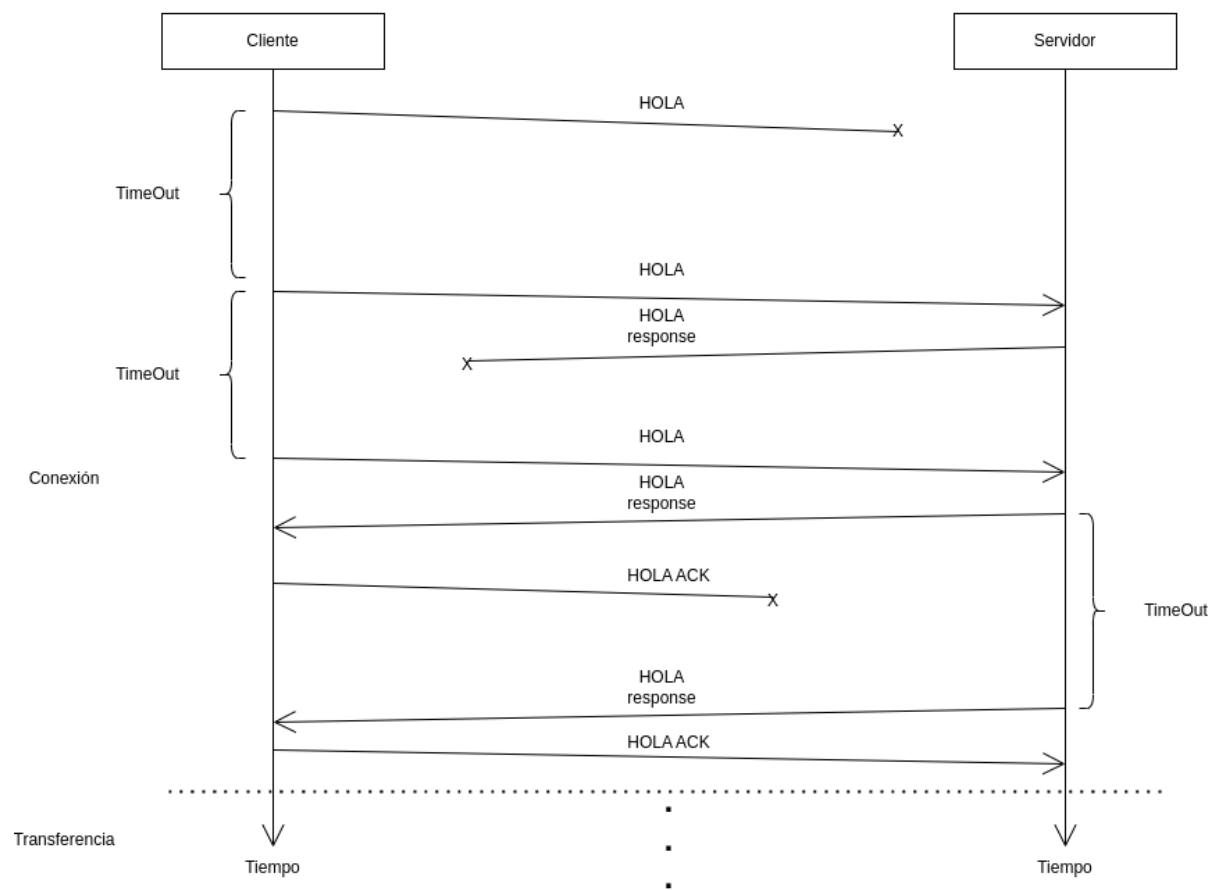 Cliente
Servidor
HOLA
X
TimeOut
HOLA
HOLA
response
X
TimeOut
HOLA
Conexión
HOLA
response
HOLA ACK
X
TimeOut
HOLA
response
HOLA ACK
Transferencia
Tiempo
Tiempo